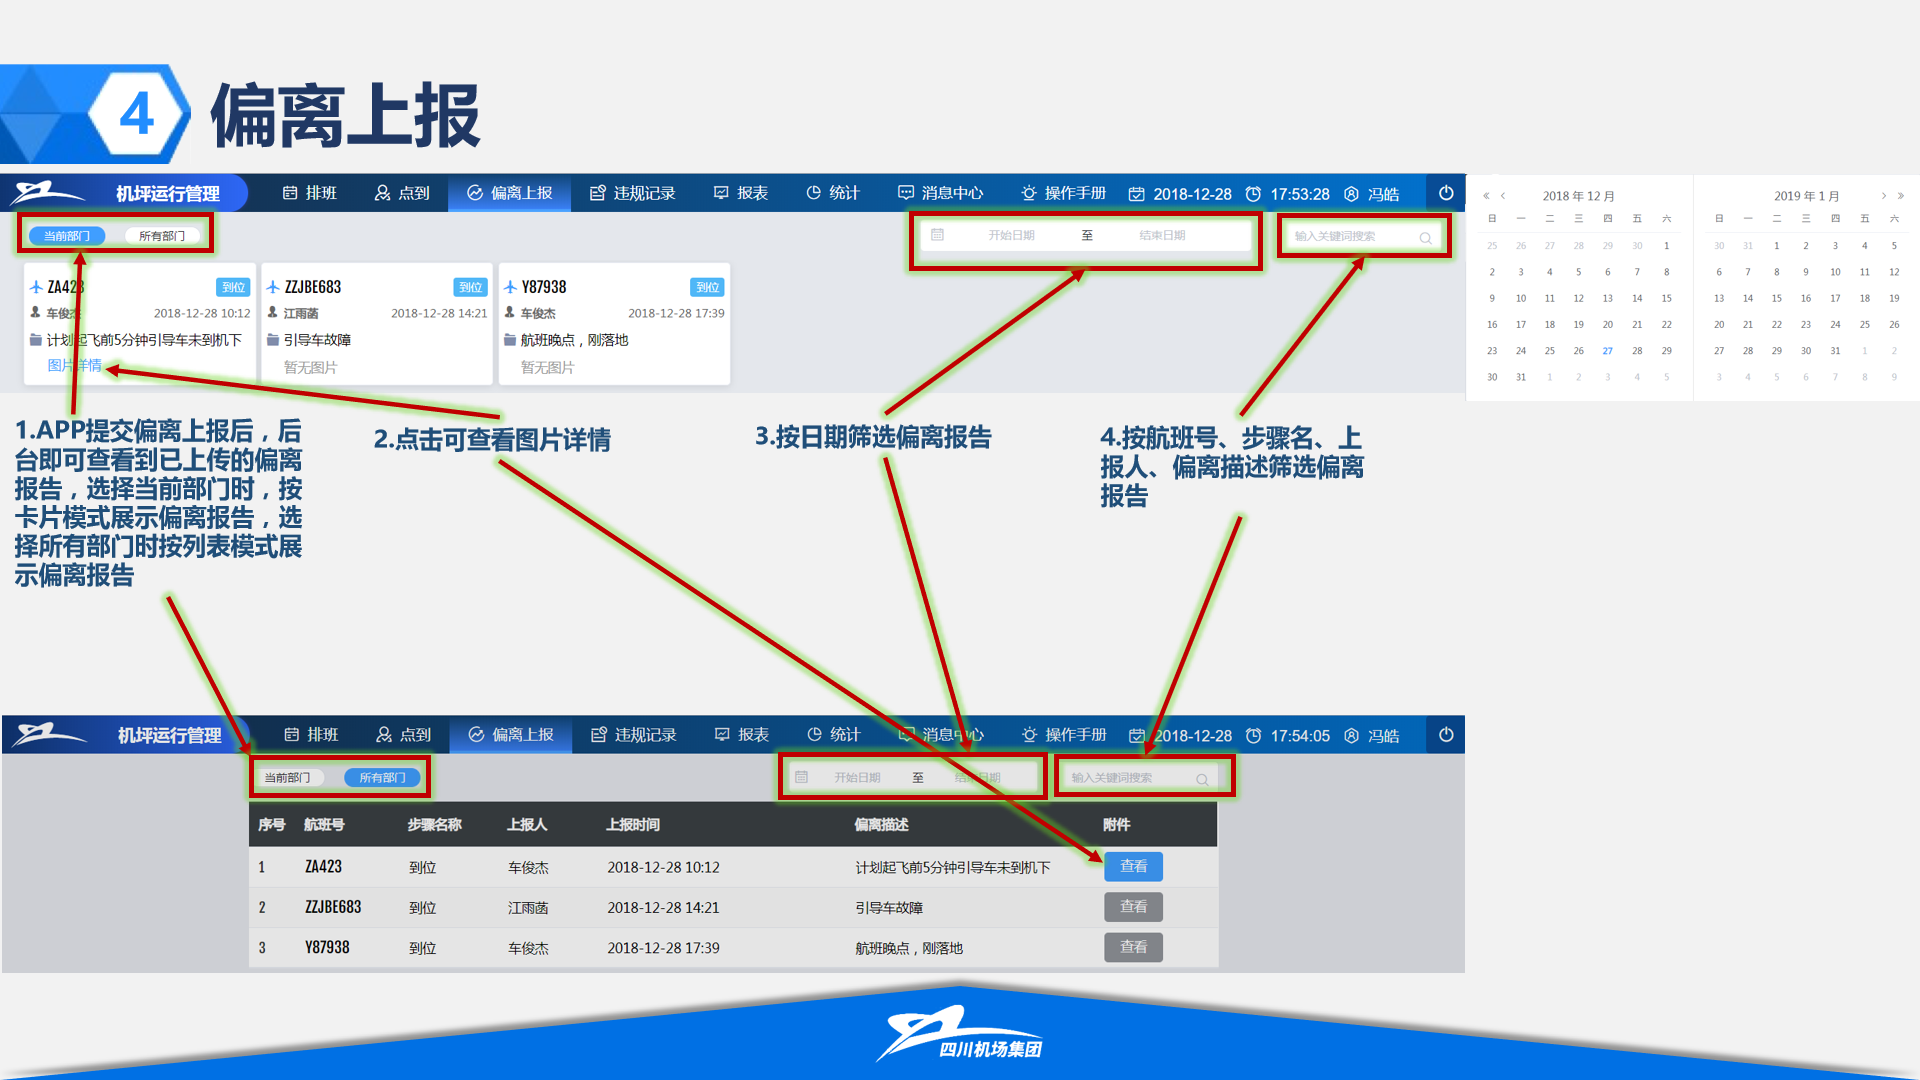 4
偏离上报
机坪运行管理 排班 点到 偏离上报 违规记录 报表 统计 消息中心 操作手册 2018-12-28 17:53:28 冯皓
当前部门 所有部门 开始日期 至 结束日期 输入关键词搜索
ZA423 到位
车俊杰 2018-12-28 10:12
计划起飞前5分钟引导车未到机下
图片详情
ZZJBE683 到位
江雨菡 2018-12-28 14:21
引导车故障
暂无图片
Y87938 到位
车俊杰 2018-12-28 17:39
航班晚点，刚落地
暂无图片
« ‹ 2018 年 12 月
日 一 二 三 四 五 六
25 26 27 28 29 30 1
2 3 4 5 6 7 8
9 10 11 12 13 14 15
16 17 18 19 20 21 22
23 24 25 26 27 28 29
30 31 1 2 3 4 5
2019 年 1 月 › »
日 一 二 三 四 五 六
30 31 1 2 3 4 5
6 7 8 9 10 11 12
13 14 15 16 17 18 19
20 21 22 23 24 25 26
27 28 29 30 31 1 2
3 4 5 6 7 8 9
1.APP提交偏离上报后，后
台即可查看到已上传的偏离
报告，选择当前部门时，按
卡片模式展示偏离报告，选
择所有部门时按列表模式展
示偏离报告
2.点击可查看图片详情
3.按日期筛选偏离报告
4.按航班号、步骤名、上
报人、偏离描述筛选偏离
报告
机坪运行管理 排班 点到 偏离上报 违规记录 报表 统计 消息中心 操作手册 2018-12-28 17:54:05 冯皓
当前部门 所有部门 开始日期 至 结束日期 输入关键词搜索
序号 航班号 步骤名称 上报人 上报时间 偏离描述 附件
1 ZA423 到位 车俊杰 2018-12-28 10:12 计划起飞前5分钟引导车未到机下 查看
2 ZZJBE683 到位 江雨菡 2018-12-28 14:21 引导车故障 查看
3 Y87938 到位 车俊杰 2018-12-28 17:39 航班晚点，刚落地 查看
四川机场集团